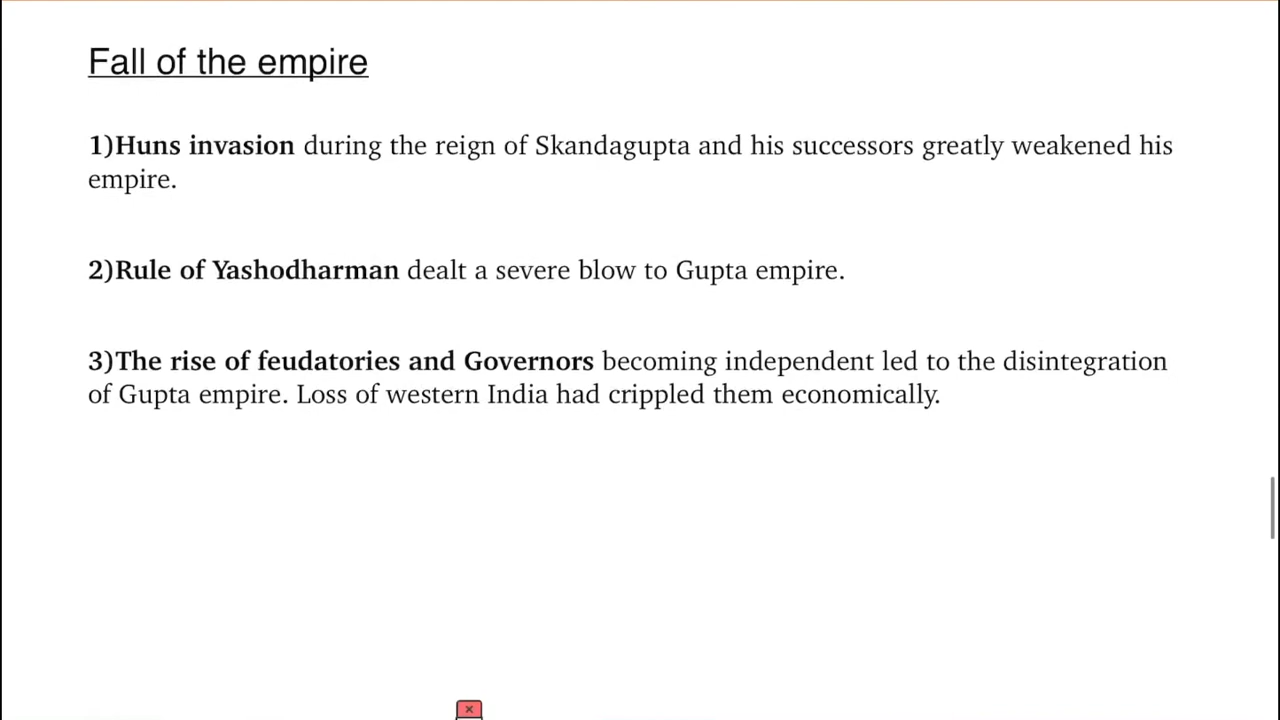 Fall of the empire
1)Huns invasion during the reign of Skandagupta and his successors greatly weakened his
empire.
2)Rule of Yashodharman dealt a severe blow to Gupta empire.
3)The rise of feudatories and Governors becoming independent led to the disintegration
of Gupta empire. Loss of western India had crippled them economically.